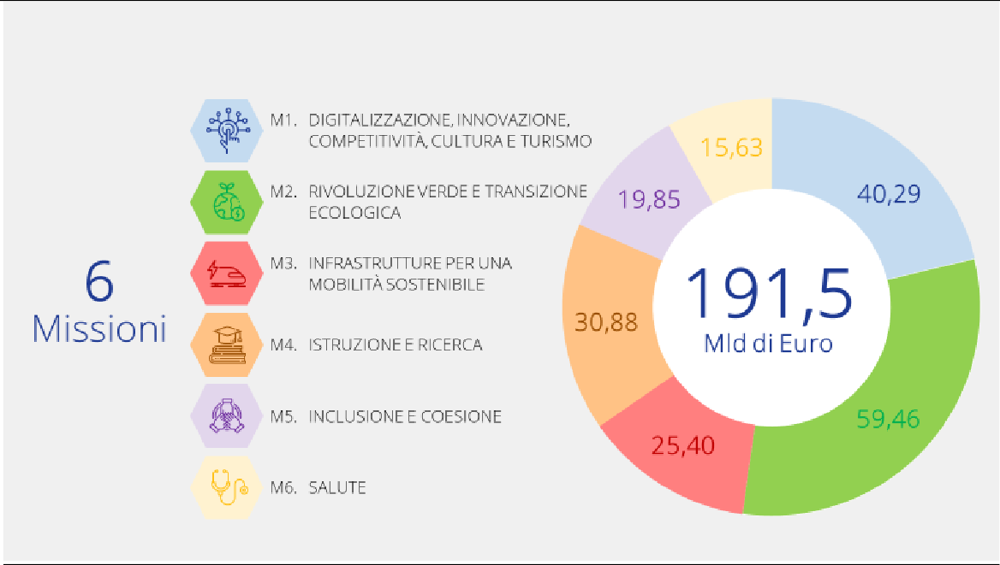 6
Missioni
M1. DIGITALIZZAZIONE, INNOVAZIONE,
COMPETITIVITÀ, CULTURA E TURISMO
M2. RIVOLUZIONE VERDE E TRANSIZIONE
ECOLOGICA
M3. INFRASTRUTTURE PER UNA
MOBILITÀ SOSTENIBILE
M4. ISTRUZIONE E RICERCA
M5. INCLUSIONE E COESIONE
M6. SALUTE
15,63
40,29
19,85
191,5
Mld di Euro
30,88
59,46
25,40